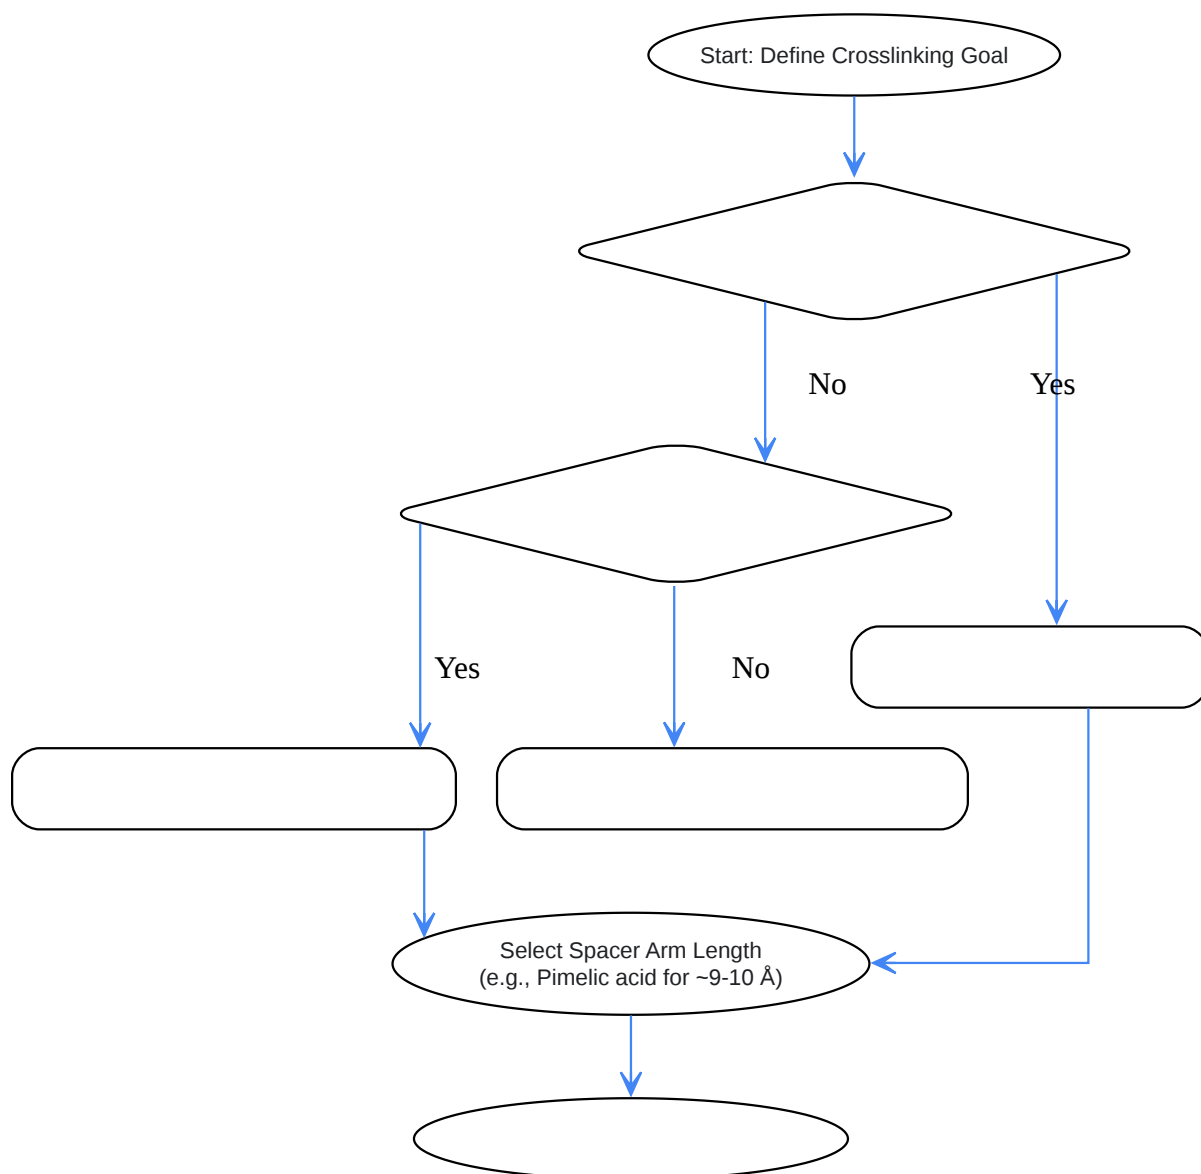 Start: Define Crosslinking Goal
No
Yes
Yes
No
Select Spacer Arm Length
(e.g., Pimelic acid for ~9-10 Å)